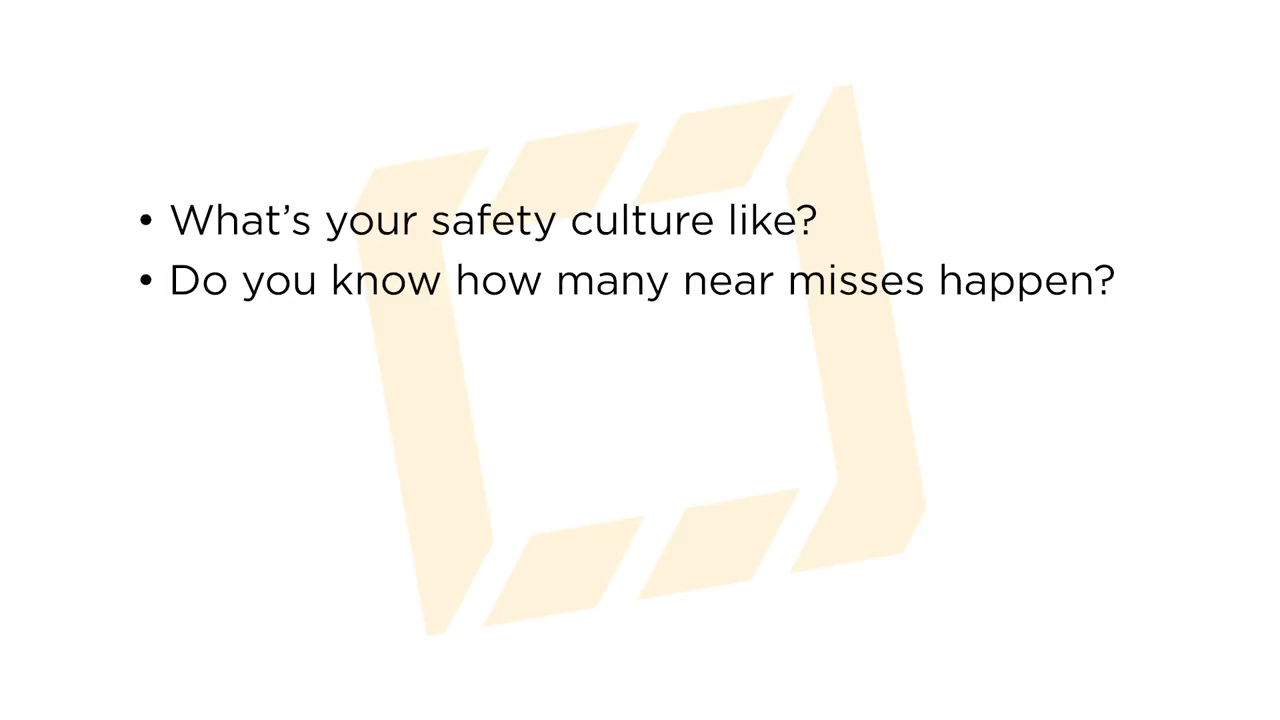 • What’s your safety culture like?
• Do you know how many near misses happen?